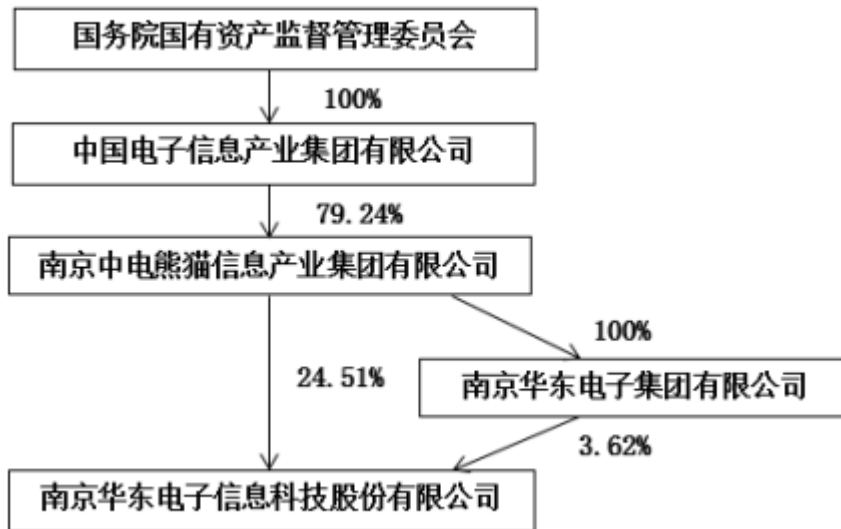 国务院国有资产监督管理委员会
100%
中国电子信息产业集团有限公司
79.24%
南京中电熊猫信息产业集团有限公司
100%
24.51%
南京华东电子集团有限公司
3.62%
南京华东电子信息科技股份有限公司